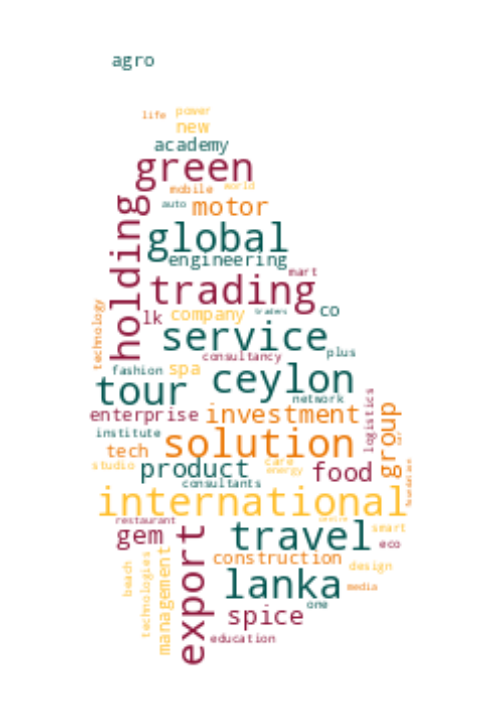 agro
life
power
new
academy
green
mobile
world
auto
motor
holding
global
engineering
mart
trading
traders
co
lk
company
technology
service
consultancy
plus
fashion
spa
tour
ceylon
network
enterprise
investment
logistics
group
car
institute
solution
tech
studio
product
care
energy
food
consultants
foundation
international
restaurant
gem
travel
smart
eco
export
construction
design
beach
technologies
management
lanka
media
one
spice
education